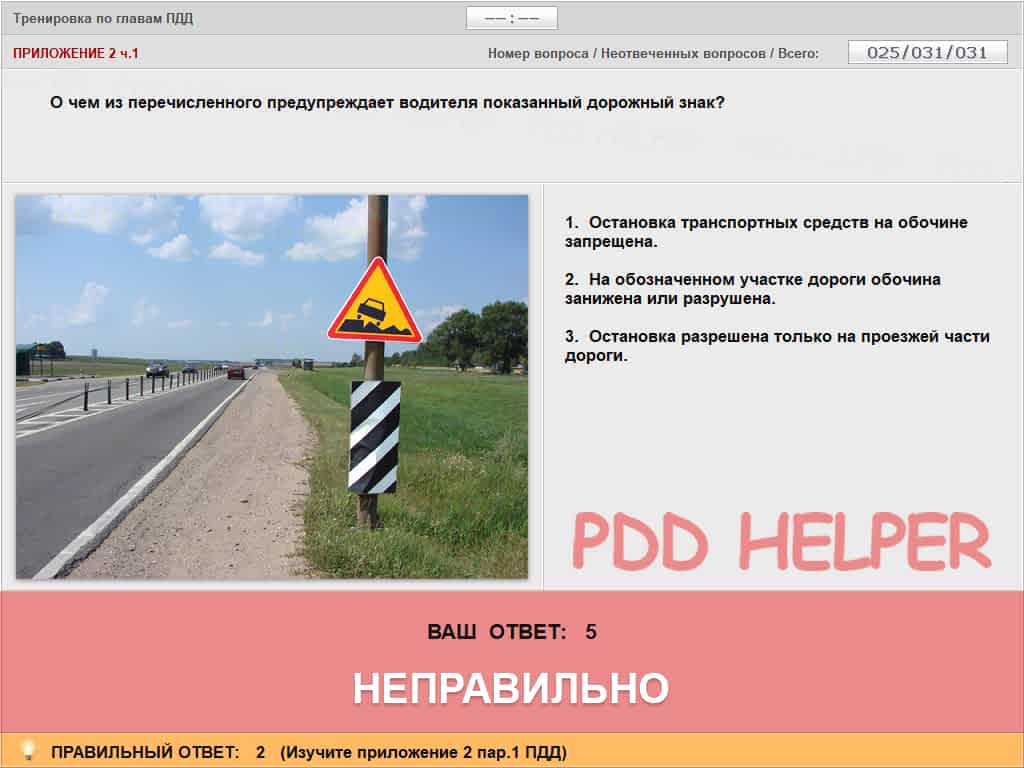 Тренировка по главам ПДД
—— : ——
ПРИЛОЖЕНИЕ 2 ч.1
Номер вопроса / Неотвеченных вопросов / Всего:
025/031/031
О чем из перечисленного предупреждает водителя показанный дорожный знак?
1. Остановка транспортных средств на обочине
запрещена.
2. На обозначенном участке дороги обочина
занижена или разрушена.
3. Остановка разрешена только на проезжей части
дороги.
PDD HELPER
ВАШ ОТВЕТ: 5
НЕПРАВИЛЬНО
ПРАВИЛЬНЫЙ ОТВЕТ: 2 (Изучите приложение 2 пар.1 ПДД)